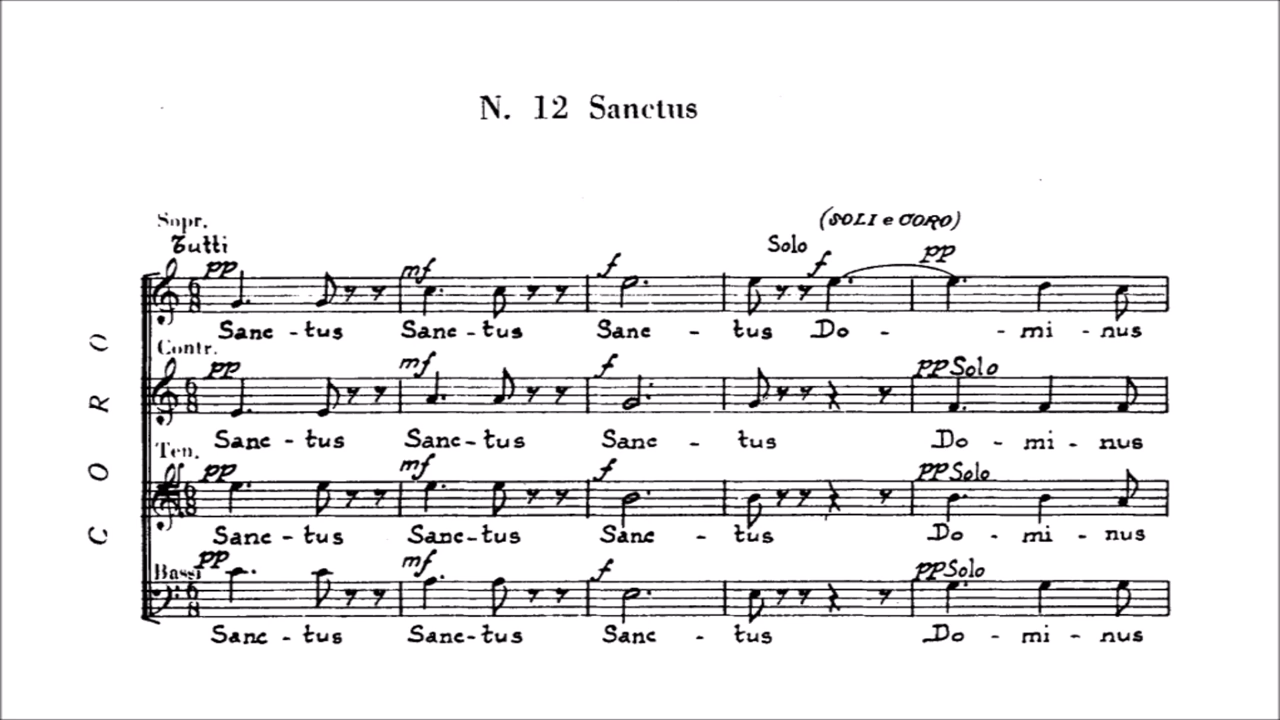 N. 12 Sanctus
(SOLI e CORO)
Sopr.
Tutti Solo
pp mf f f pp
Sanc - tus Sanc - tus Sanc - tus Do - - mi - nus
Contr.
pp mf f pp Solo
Sanc - tus Sanc - tus Sanc - tus Do - mi - nus
Ten.
pp mf f pp Solo
Sanc - tus Sanc - tus Sanc - tus Do - mi - nus
Bassi
pp mf f pp Solo
Sanc - tus Sanc - tus Sanc - tus Do - mi - nus
CORO